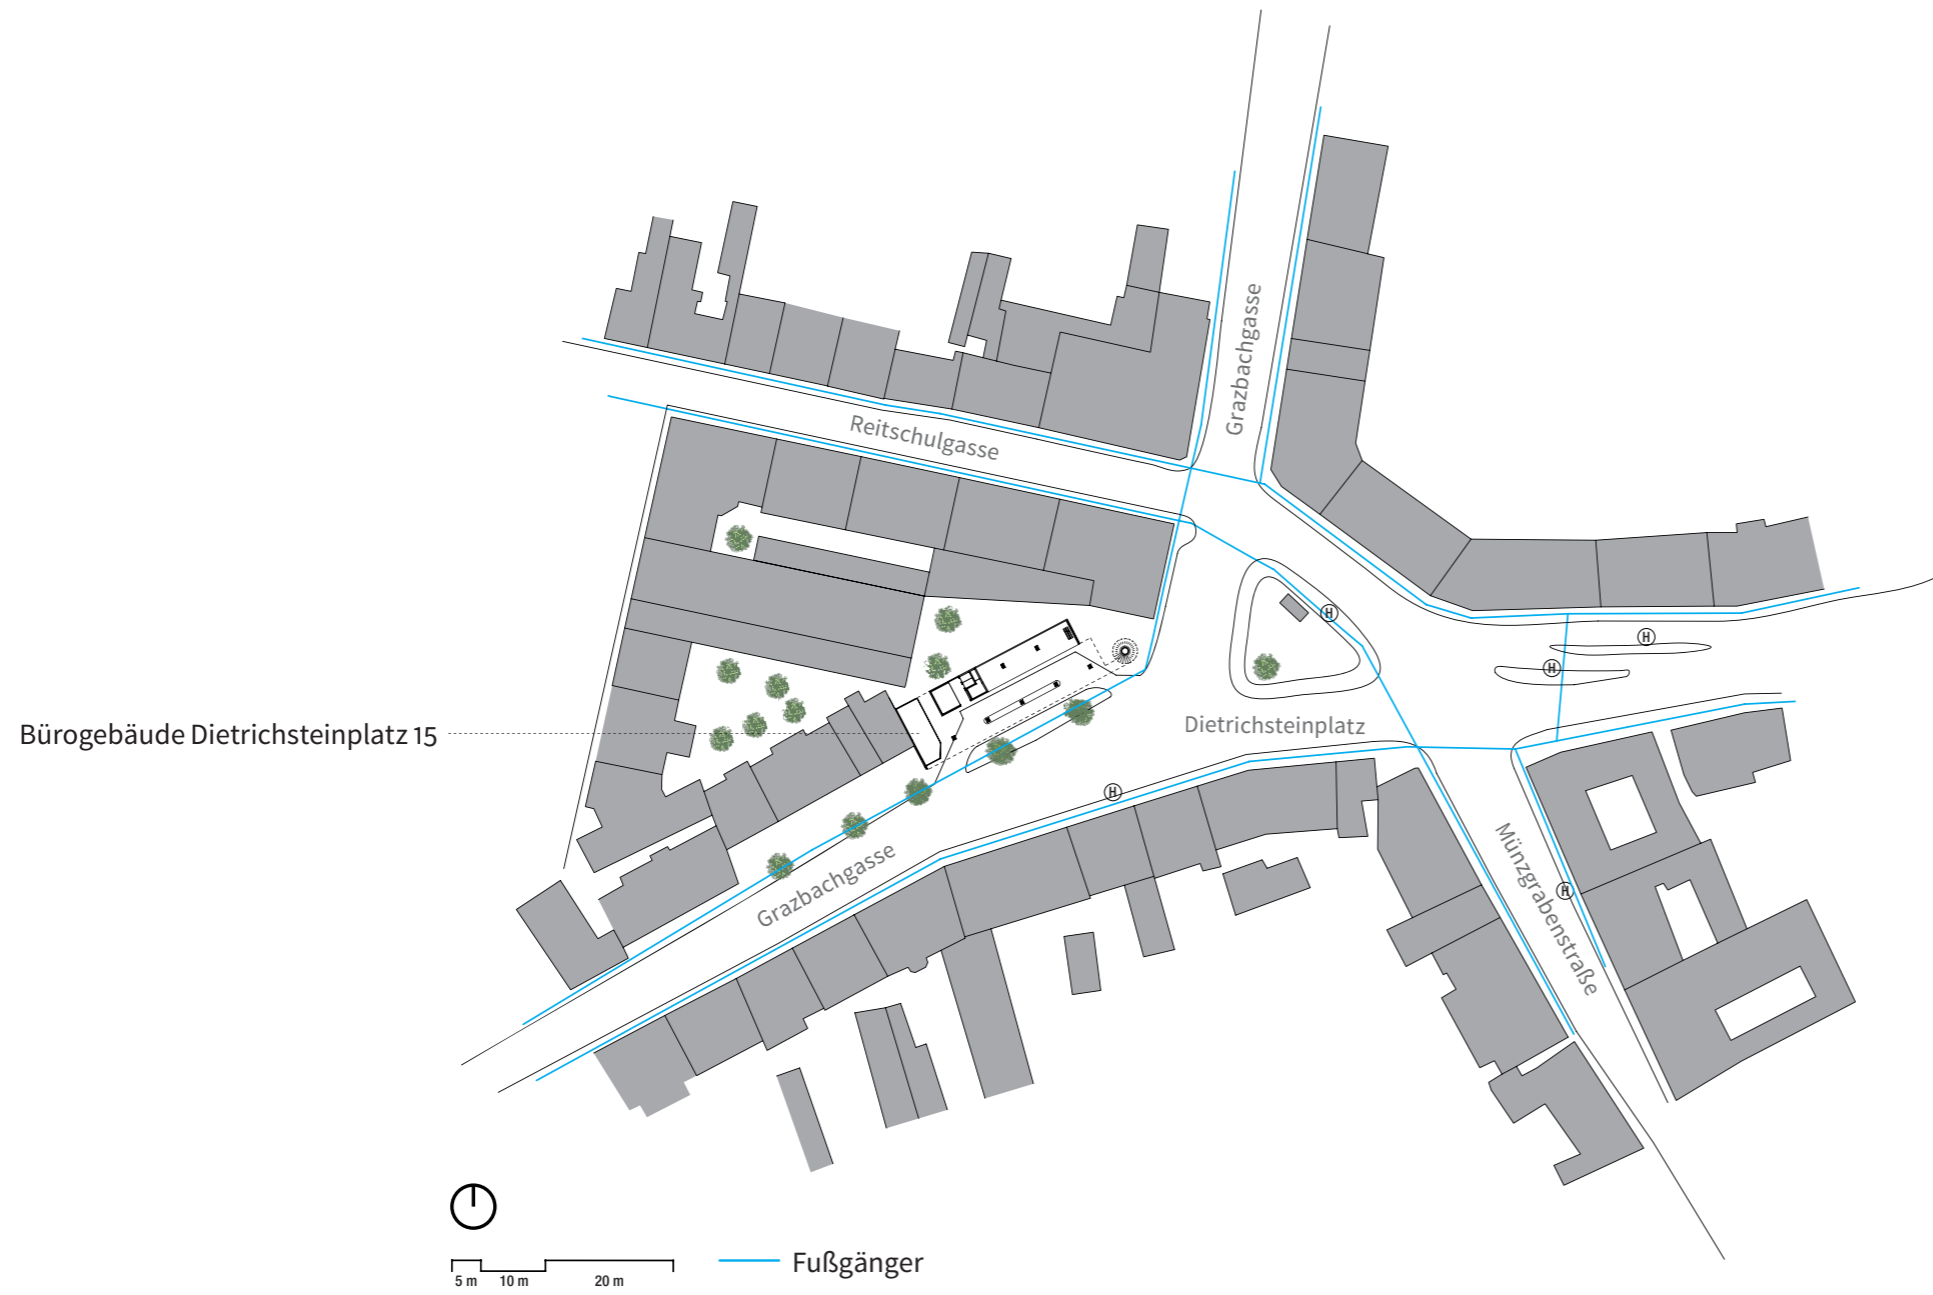 Grazbachgasse
Reitschulgasse
H
H
H
Dietrichsteinplatz
Bürogebäude Dietrichsteinplatz 15
H
Grazbachgasse
Münzgrabenstraße
H
Fußgänger
5 m 10 m 20 m